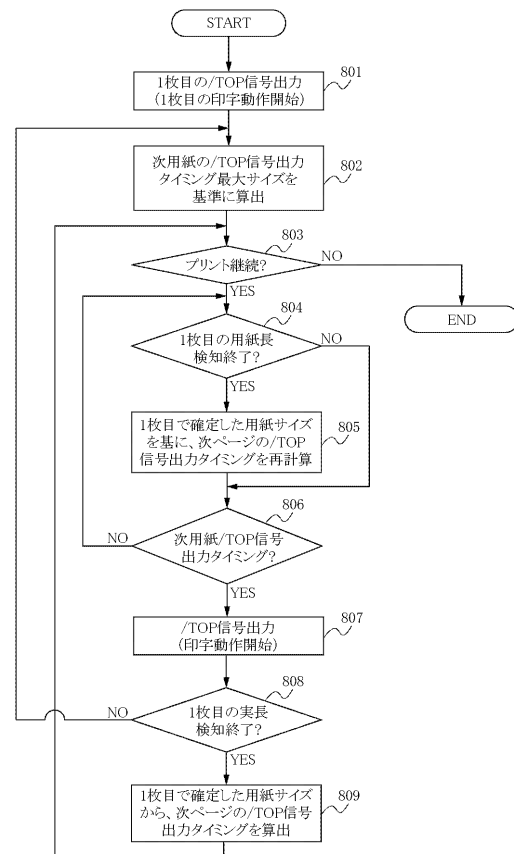 START
1枚目の/TOP信号出力
(1枚目の印字動作開始)
801
次用紙の/TOP信号出力
タイミング最大サイズを
基準に算出
802
803
プリント継続?
NO
YES
END
804
1枚目の用紙長
検知終了?
NO
YES
1枚目で確定した用紙サイズ
を基に、次ページの/TOP
信号出力タイミングを再計算
805
806
次用紙/TOP信号
出力タイミング?
NO
YES
/TOP信号出力
(印字動作開始)
807
808
1枚目の実長
検知終了?
NO
YES
1枚目で確定した用紙サイズ
から、次ページの/TOP信号
出力タイミングを算出
809